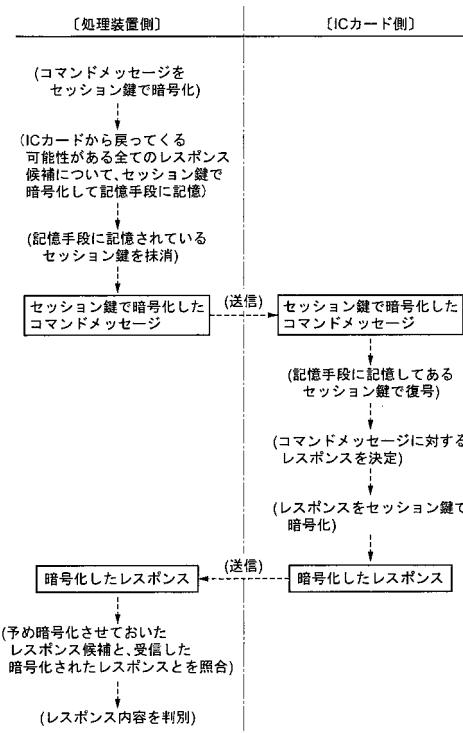 〔処理装置側〕
〔ICカード側〕
(コマンドメッセージを
セッション鍵で暗号化)
(ICカードから戻ってくる
可能性がある全てのレスポンス
候補について、セッション鍵で
暗号化して記憶手段に記憶)
(記憶手段に記憶されている
セッション鍵を抹消)
セッション鍵で暗号化した
コマンドメッセージ
(送信)
セッション鍵で暗号化した
コマンドメッセージ
(記憶手段に記憶してある
セッション鍵で復号)
(コマンドメッセージに対する
レスポンスを決定)
(レスポンスをセッション鍵で
暗号化)
暗号化したレスポンス
(送信)
暗号化したレスポンス
(予め暗号化させておいた
レスポンス候補と、受信した
暗号化されたレスポンスとを照合)
(レスポンス内容を判別)